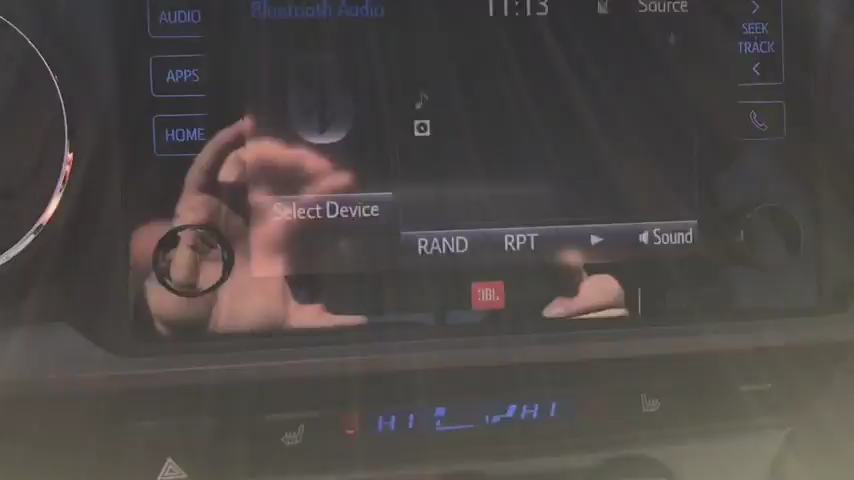 AUDIO
Bluetooth Audio
11:13
Source
SEEK
TRACK
APPS
HOME
Select Device
RAND
RPT
Sound
JBL
HI
HI